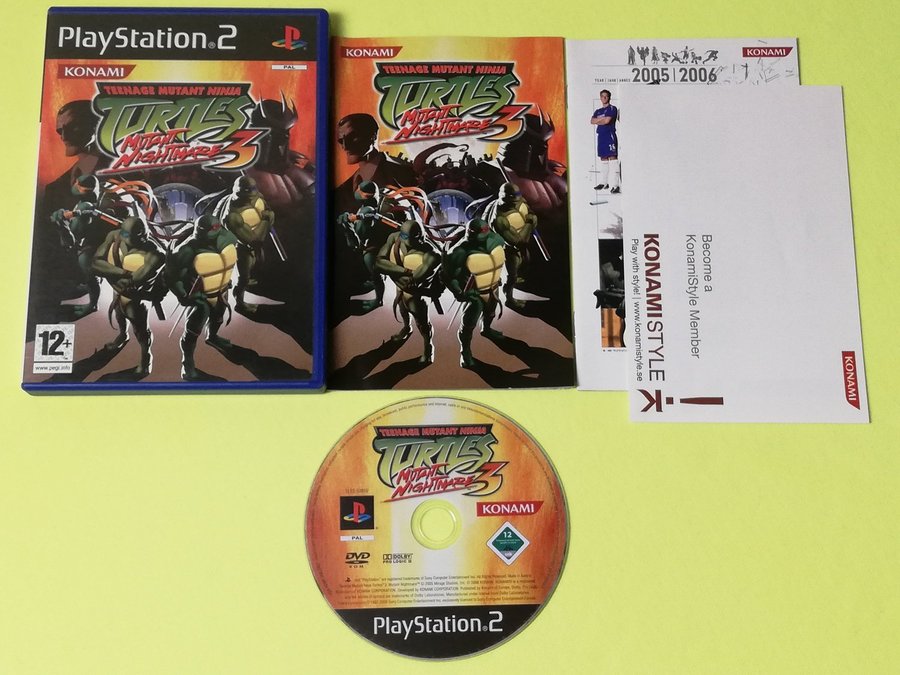 PlayStation®2
PAL
KONAMI
TEENAGE MUTANT NINJA
TURTLES
MUTANT
NIGHTMARE 3
12+
www.pegi.info
KONAMI
TEENAGE MUTANT NINJA
TURTLES
MUTANT
NIGHTMARE 3
KONAMI
2005 | 2006
Become a
KonamiStyle Member
KONAMISTYLE
Play with style! | www.konamistyle.se
KONAMI
TEENAGE MUTANT NINJA
TURTLES
MUTANT
NIGHTMARE 3
KONAMI
PAL
12
DVD
ROM
DOLBY
PRO LOGIC II
PlayStation®2